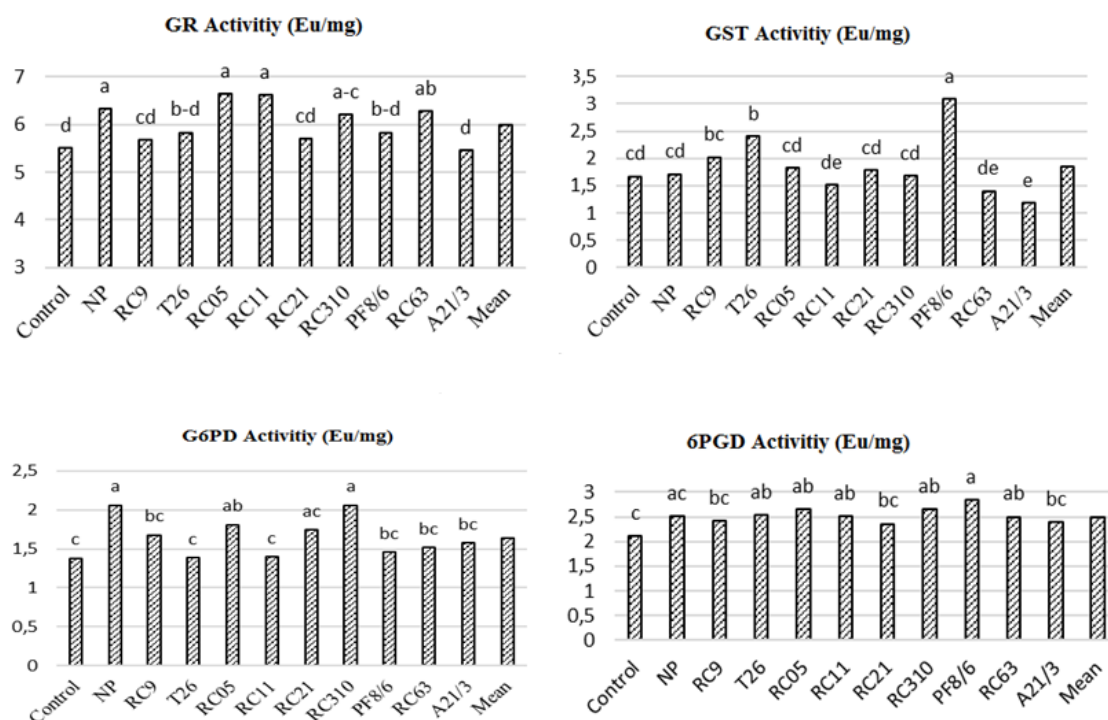 GR Activitiy (Eu/mg)
7
6
5
4
3
d
a
cd
b-d
a
a
cd
a-c
b-d
ab
d
Control
NP
RC9
T26
RC05
RC11
RC21
RC310
PF8/6
RC63
A21/3
Mean
GST Activitiy (Eu/mg)
3,5
3
2,5
2
1,5
1
0,5
0
cd
cd
bc
b
cd
de
cd
cd
a
de
e
Control
NP
RC9
T26
RC05
RC11
RC21
RC310
PF8/6
RC63
A21/3
Mean
G6PD Activitiy (Eu/mg)
2,5
2
1,5
1
0,5
0
c
a
bc
c
ab
c
ac
a
bc
bc
bc
Control
NP
RC9
T26
RC05
RC11
RC21
RC310
PF8/6
RC63
A21/3
Mean
6PGD Activitiy (Eu/mg)
3
2,5
2
1,5
1
0,5
0
c
ac
bc
ab
ab
ab
bc
ab
a
ab
bc
Control
NP
RC9
T26
RC05
RC11
RC21
RC310
PF8/6
RC63
A21/3
Mean